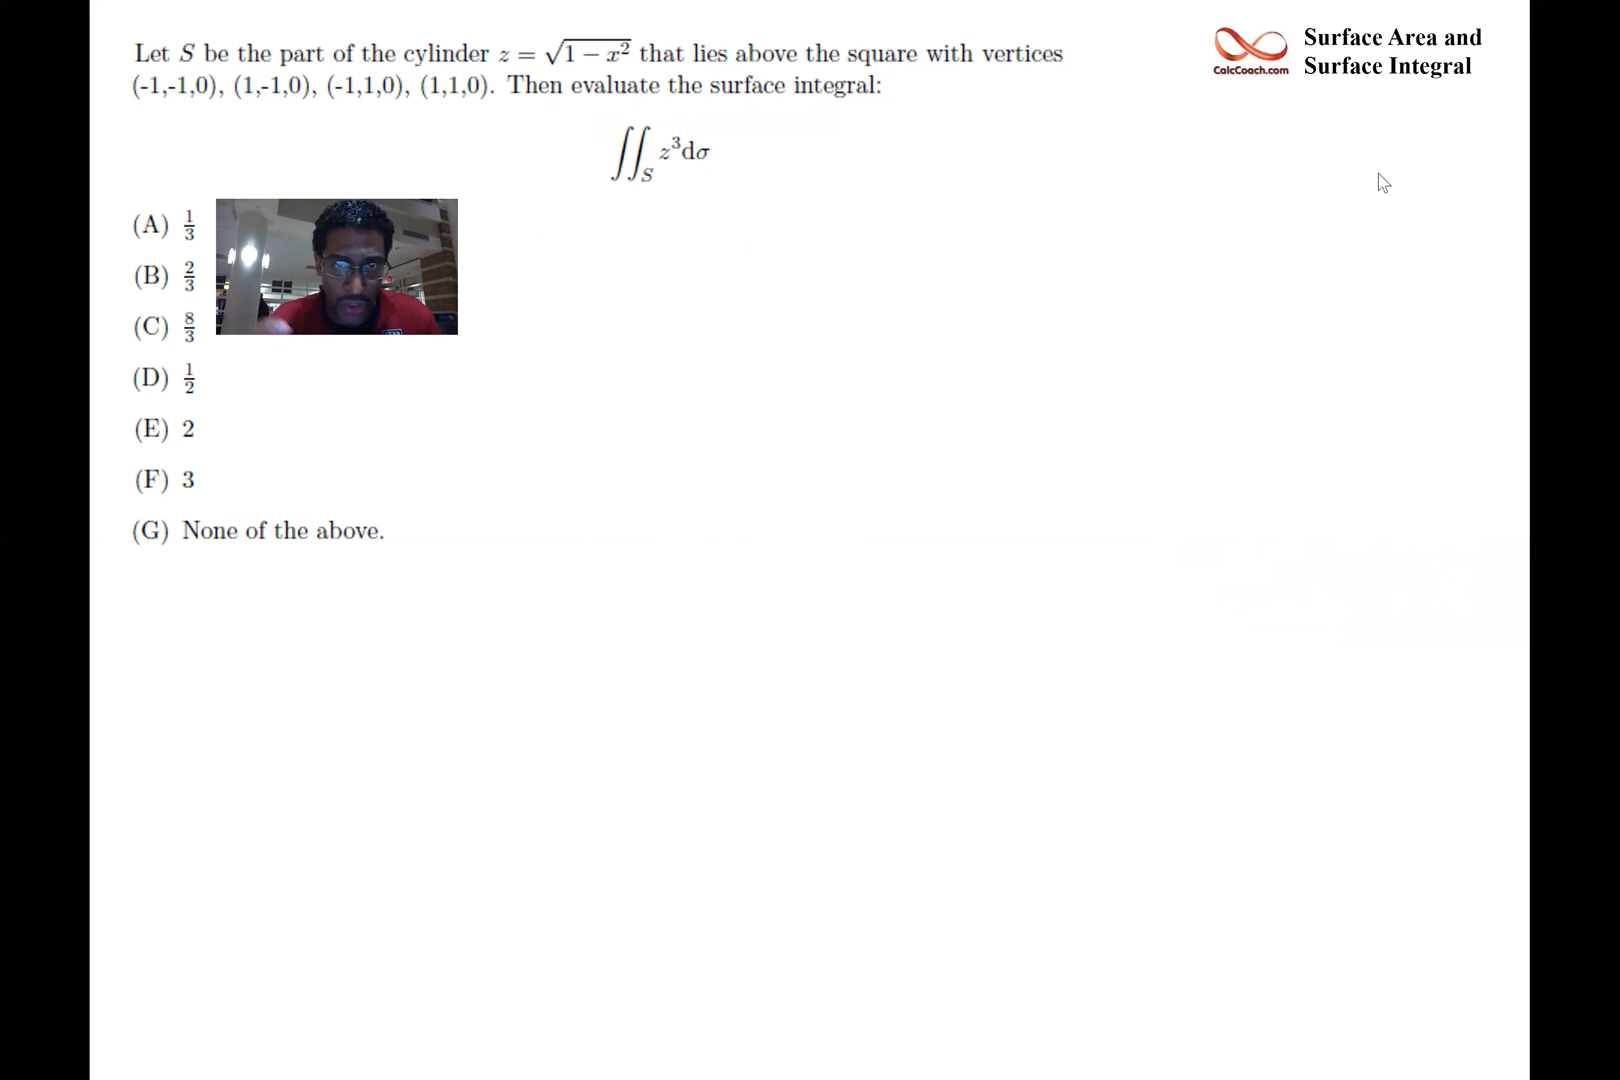 Let S be the part of the cylinder z = √(1 − x²) that lies above the square with vertices
(-1,-1,0), (1,-1,0), (-1,1,0), (1,1,0). Then evaluate the surface integral:
∬_S z³dσ
(A) 1/3
(B) 2/3
(C) 8/3
(D) 1/2
(E) 2
(F) 3
(G) None of the above.
CalcCoach.com
Surface Area and
Surface Integral